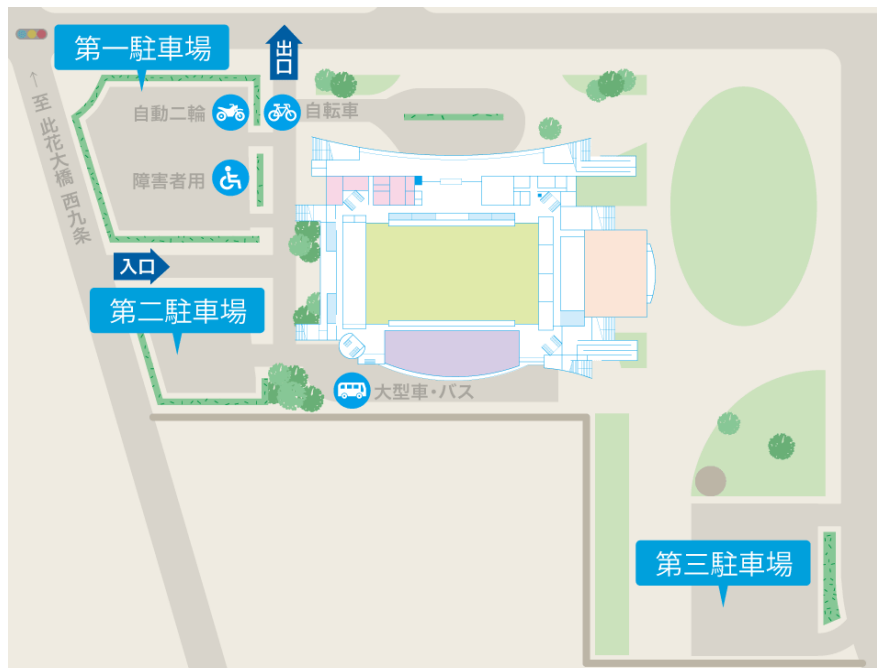 第一駐車場
出口
自動二輪
自転車
障害者用
← 至 此花大橋 西九条
入口
第二駐車場
大型車・バス
第三駐車場